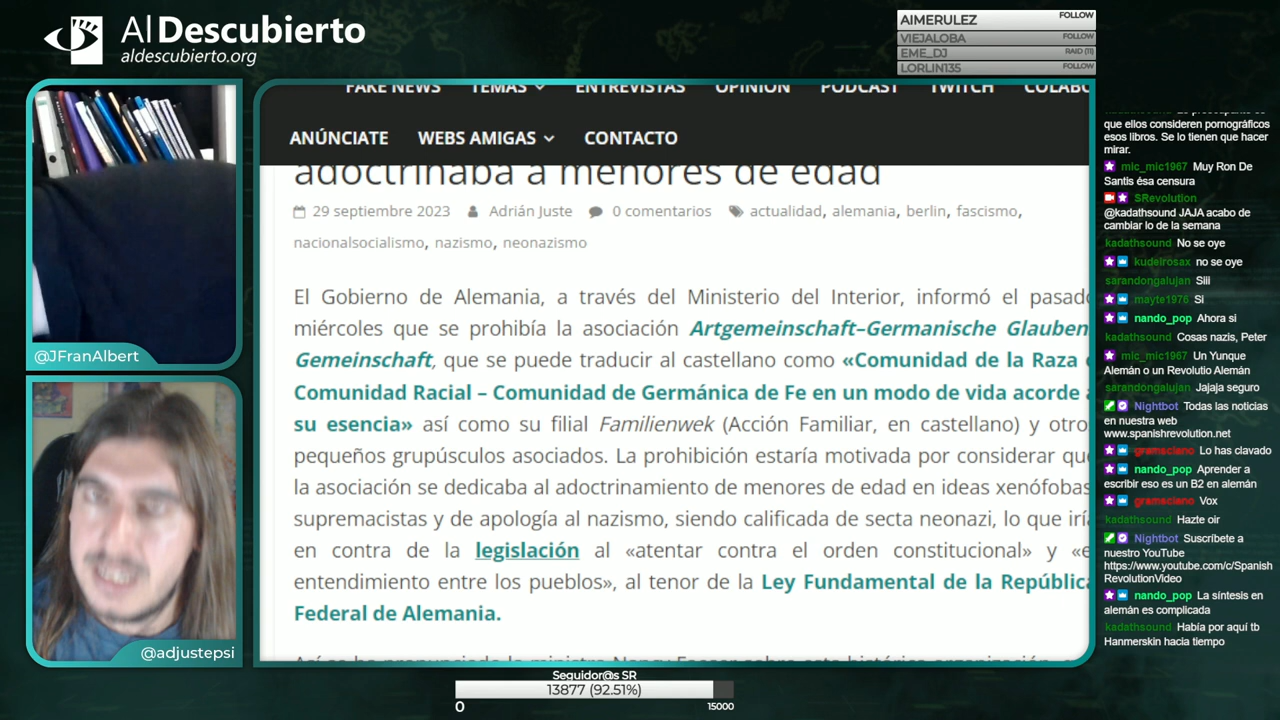 Al Descubierto
aldescubierto.org
AIMERULEZ FOLLOW
VIEJALOBA FOLLOW
EME_DJ RAID (11)
LORLIN135 FOLLOW
@JFranAlbert
@adjustepsi
FAKE NEWS TEMAS ENTREVISTAS OPINIÓN PODCAST TWITCH COLABO
ANÚNCIATE WEBS AMIGAS CONTACTO
adoctrinaba a menores de edad
29 septiembre 2023 Adrián Juste 0 comentarios actualidad, alemania, berlin, fascismo,
nacionalsocialismo, nazismo, neonazismo
El Gobierno de Alemania, a través del Ministerio del Interior, informó el pasado
miércoles que se prohibía la asociación Artgemeinschaft–Germanische Glauben
Gemeinschaft, que se puede traducir al castellano como «Comunidad de la Raza o
Comunidad Racial – Comunidad de Germánica de Fe en un modo de vida acorde a
su esencia» así como su filial Familienwek (Acción Familiar, en castellano) y otro
pequeños grupúsculos asociados. La prohibición estaría motivada por considerar que
la asociación se dedicaba al adoctrinamiento de menores de edad en ideas xenófobas
supremacistas y de apología al nazismo, siendo calificada de secta neonazi, lo que iría
en contra de la legislación al «atentar contra el orden constitucional» y «e
entendimiento entre los pueblos», al tenor de la Ley Fundamental de la República
Federal de Alemania.
que ellos consideren pornográficos
esos libros. Se lo tienen que hacer
mirar.
mic_mic1967 Muy Ron De
Santis ésa censura
SRevolution
@kadathsound JAJA acabo de
cambiar lo de la semana
kadathsound No se oye
kudeirosax no se oye
sarandongalujan Siii
mayte1976 Si
nando_pop Ahora si
kadathsound Cosas nazis, Peter
mic_mic1967 Un Yunque
Alemán o un Revolutio Alemán
sarandongalujan Jajaja seguro
Nightbot Todas las noticias
en nuestra web
www.spanishrevolution.net
gramsciano Lo has clavado
nando_pop Aprender a
escribir eso es un B2 en alemán
gramsciano Vox
kadathsound Hazte oir
Nightbot Suscríbete a
nuestro YouTube
https://www.youtube.com/c/Spanish
RevolutionVideo
nando_pop La síntesis en
alemán es complicada
kadathsound Había por aquí tb
Hanmerskin hacia tiempo
Seguidor@s SR
13877 (92.51%)
0 15000